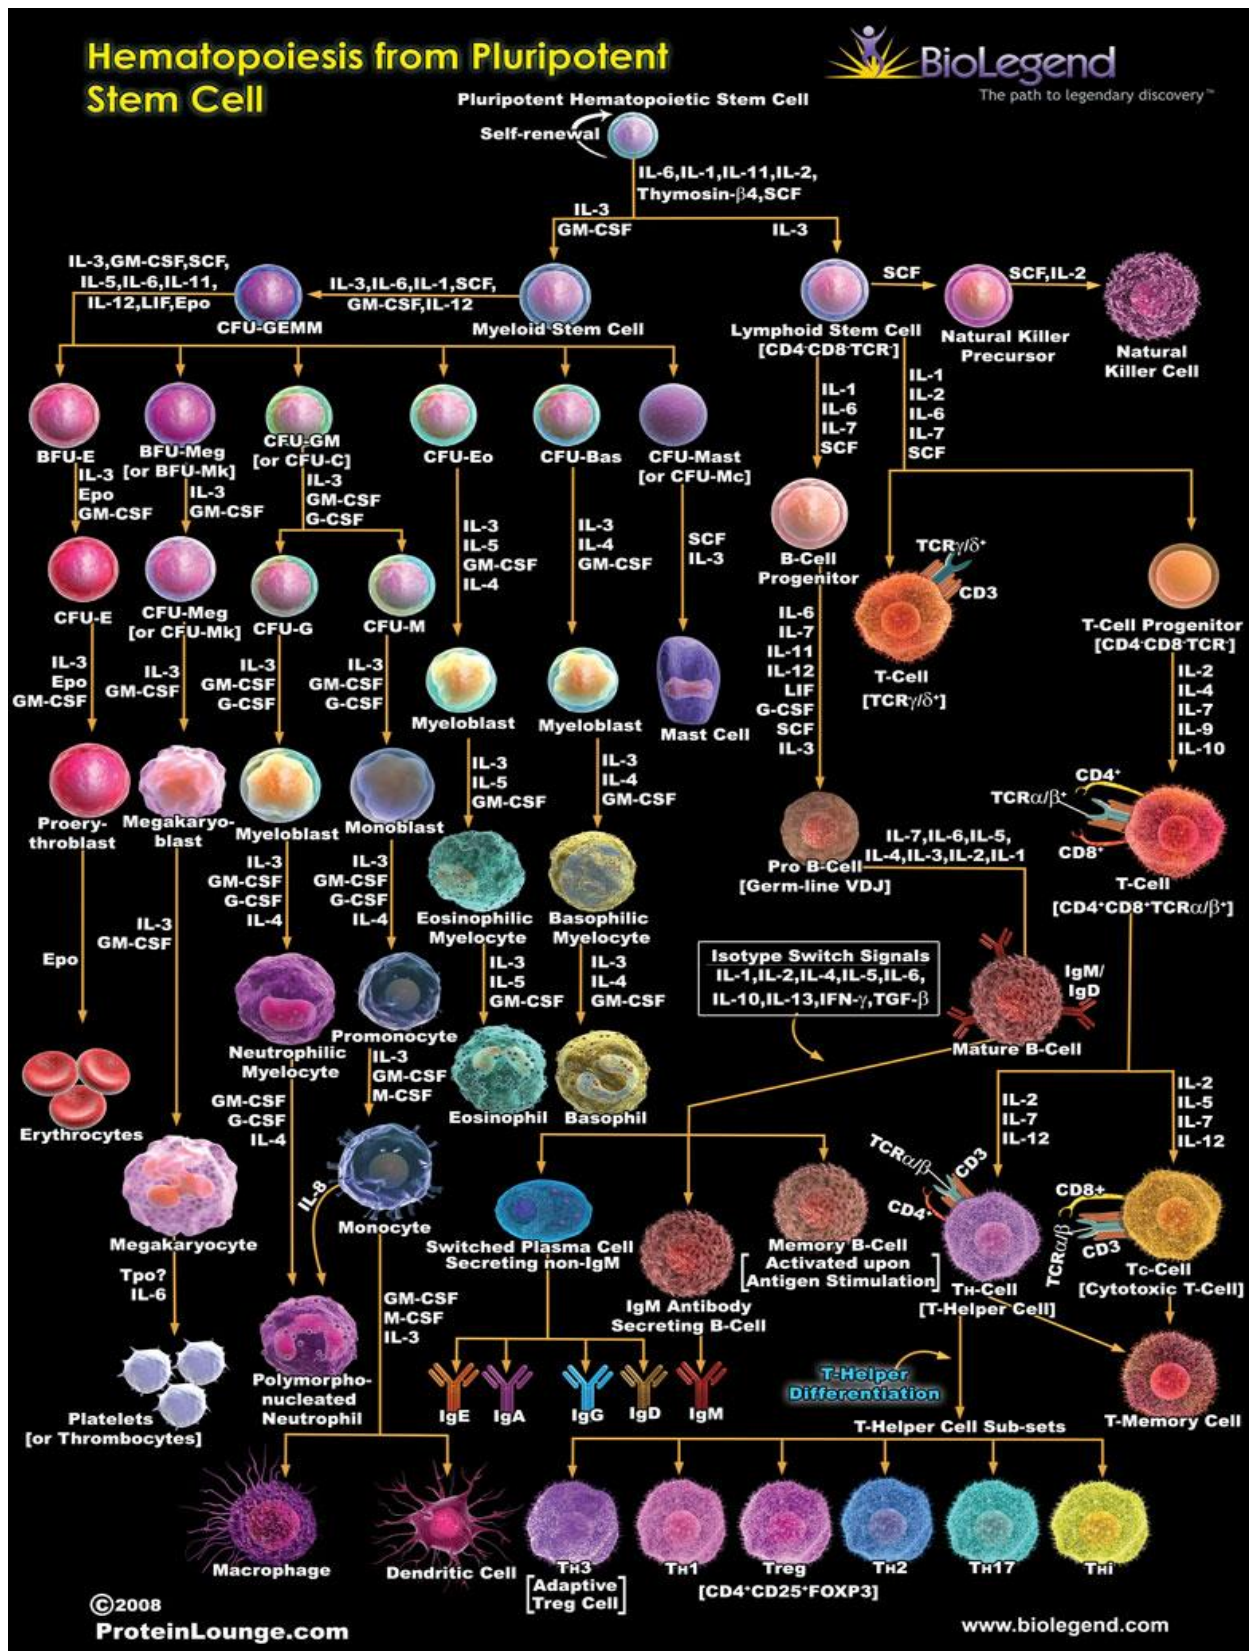 Hematopoiesis from Pluripotent
Stem Cell
BioLegend
The path to legendary discovery™
Pluripotent Hematopoietic Stem Cell
Self-renewal
IL-6,IL-1,IL-11,IL-2,
Thymosin-β4,SCF
IL-3
GM-CSF
IL-3
IL-3,GM-CSF,SCF,
IL-5,IL-6,IL-11,
IL-12,LIF,Epo
CFU-GEMM
IL-3,IL-6,IL-1,SCF,
GM-CSF,IL-12
Myeloid Stem Cell
Lymphoid Stem Cell
[CD4-CD8-TCR-]
SCF
Natural Killer
Precursor
SCF,IL-2
Natural
Killer Cell
IL-1
IL-6
IL-7
SCF
IL-1
IL-2
IL-6
IL-7
SCF
BFU-E
BFU-Meg
[or BFU-Mk]
CFU-GM
[or CFU-C]
CFU-Eo
CFU-Bas
CFU-Mast
[or CFU-Mc]
IL-3
Epo
GM-CSF
IL-3
GM-CSF
IL-3
GM-CSF
G-CSF
IL-3
IL-5
GM-CSF
IL-4
IL-3
IL-4
GM-CSF
SCF
IL-3
B-Cell
Progenitor
TCRγ/δ+
CD3
T-Cell
[TCRγ/δ+]
T-Cell Progenitor
[CD4-CD8-TCR-]
CFU-E
CFU-Meg
[or CFU-Mk]
CFU-G
CFU-M
IL-3
Epo
GM-CSF
IL-3
GM-CSF
IL-3
GM-CSF
G-CSF
IL-3
GM-CSF
G-CSF
Myeloblast
Myeloblast
Mast Cell
IL-6
IL-7
IL-11
IL-12
LIF
G-CSF
SCF
IL-3
IL-2
IL-4
IL-7
IL-9
IL-10
Proery-
throblast
Megakaryo-
blast
Myeloblast
Monoblast
IL-3
IL-5
GM-CSF
IL-3
IL-4
GM-CSF
Pro B-Cell
[Germ-line VDJ]
IL-7,IL-6,IL-5,
IL-4,IL-3,IL-2,IL-1
CD4+
TCRα/β+
CD8+
T-Cell
[CD4+CD8+TCRα/β+]
Epo
IL-3
GM-CSF
IL-3
GM-CSF
G-CSF
IL-4
IL-3
GM-CSF
G-CSF
IL-4
Eosinophilic
Myelocyte
Basophilic
Myelocyte
IL-3
IL-5
GM-CSF
IL-3
IL-4
GM-CSF
Isotype Switch Signals
IL-1,IL-2,IL-4,IL-5,IL-6,
IL-10,IL-13,IFN-γ,TGF-β
IgM/
IgD
Mature B-Cell
Neutrophilic
Myelocyte
Promonocyte
IL-3
GM-CSF
M-CSF
Eosinophil
Basophil
Erythrocytes
GM-CSF
G-CSF
IL-4
IL-2
IL-7
IL-12
IL-2
IL-5
IL-7
IL-12
Megakaryocyte
Tpo?
IL-6
IL-8
Monocyte
Switched Plasma Cell
Secreting non-IgM
IgM Antibody
Secreting B-Cell
Memory B-Cell
[Activated upon
Antigen Stimulation]
TCRα/β
CD3
CD4+
TH-Cell
[T-Helper Cell]
CD8+
TCRα/β
CD3
TC-Cell
[Cytotoxic T-Cell]
GM-CSF
M-CSF
IL-3
Platelets
[or Thrombocytes]
Polymorpho-
nucleated
Neutrophil
IgE
IgA
IgG
IgD
IgM
T-Helper
Differentiation
T-Helper Cell Sub-sets
T-Memory Cell
Macrophage
Dendritic Cell
TH3
[Adaptive
Treg Cell]
TH1
Treg
[CD4+CD25+FOXP3]
TH2
TH17
THi
©2008
ProteinLounge.com
www.biolegend.com